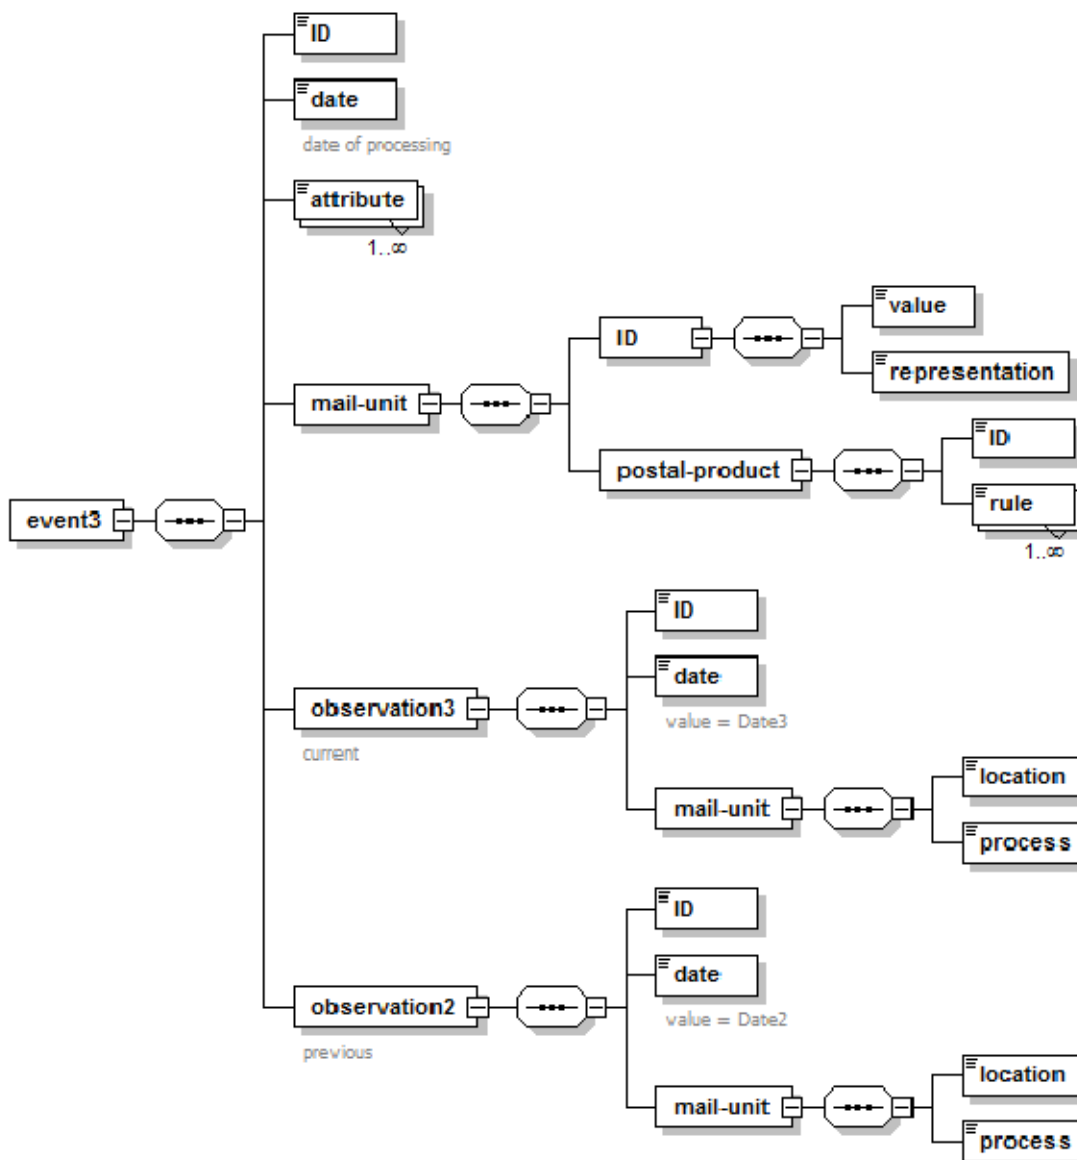 ID
date
date of processing
attribute
1..∞
value
ID
representation
mail-unit
ID
postal-product
rule
event3
1..∞
ID
date
observation3
value = Date3
current
location
mail-unit
process
ID
date
observation2
value = Date2
previous
location
mail-unit
process